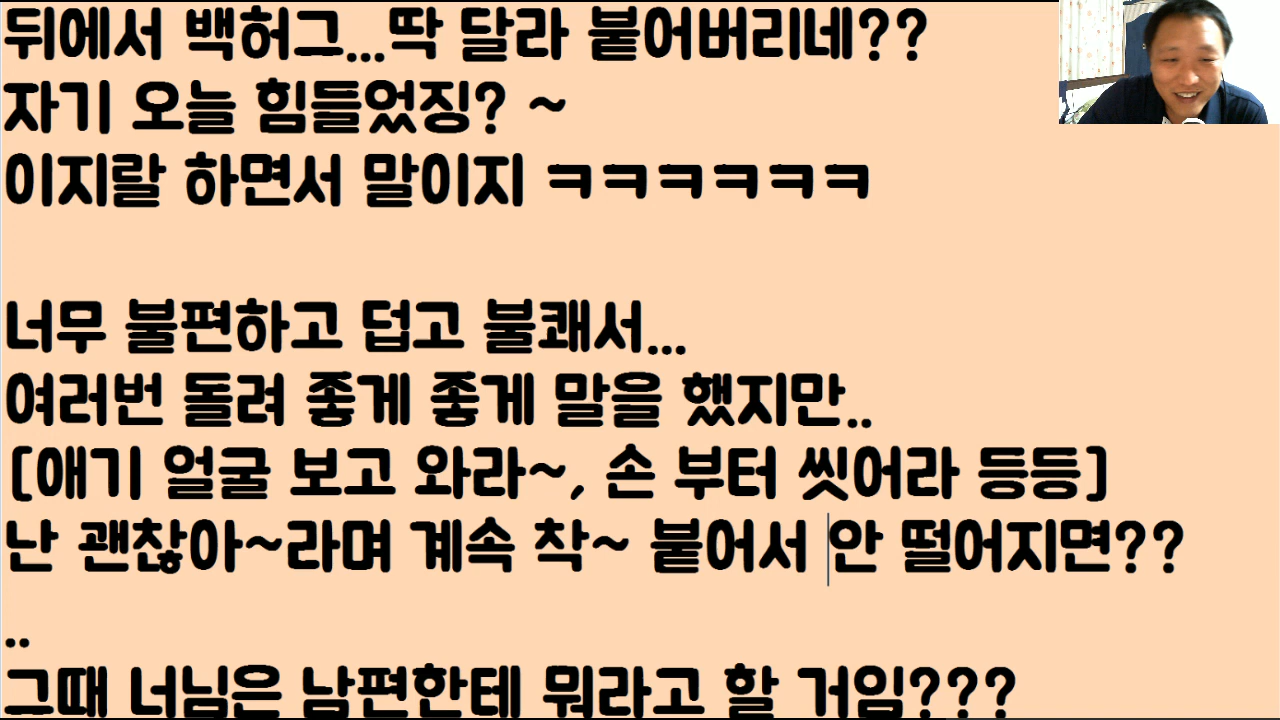 뒤에서 백허그...딱 달라 붙어버리네??
자기 오늘 힘들었징? ~
이지랄 하면서 말이지 ㅋㅋㅋㅋㅋㅋ
너무 불편하고 덥고 불쾌서...
여러번 돌려 좋게 좋게 말을 했지만..
[애기 얼굴 보고 와라~, 손 부터 씻어라 등등]
난 괜찮아~라며 계속 착~ 붙어서 안 떨어지면??
..
그때 너님은 남편한테 뭐라고 할 거임???